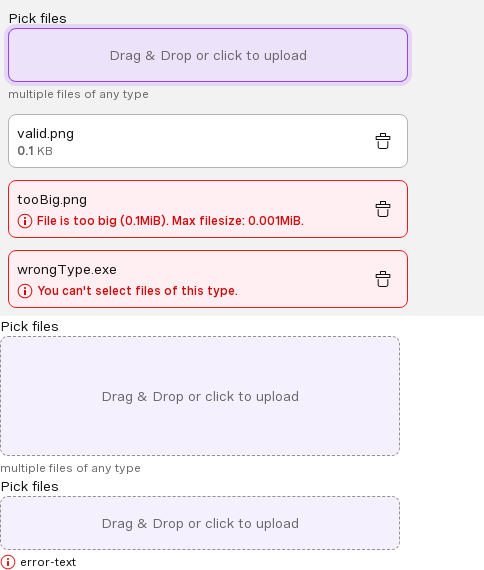 Pick files
Drag & Drop or click to upload
multiple files of any type
valid.png
0.1 KB
tooBig.png
File is too big (0.1MiB). Max filesize: 0.001MiB.
wrongType.exe
You can't select files of this type.
Pick files
Drag & Drop or click to upload
multiple files of any type
Pick files
Drag & Drop or click to upload
error-text